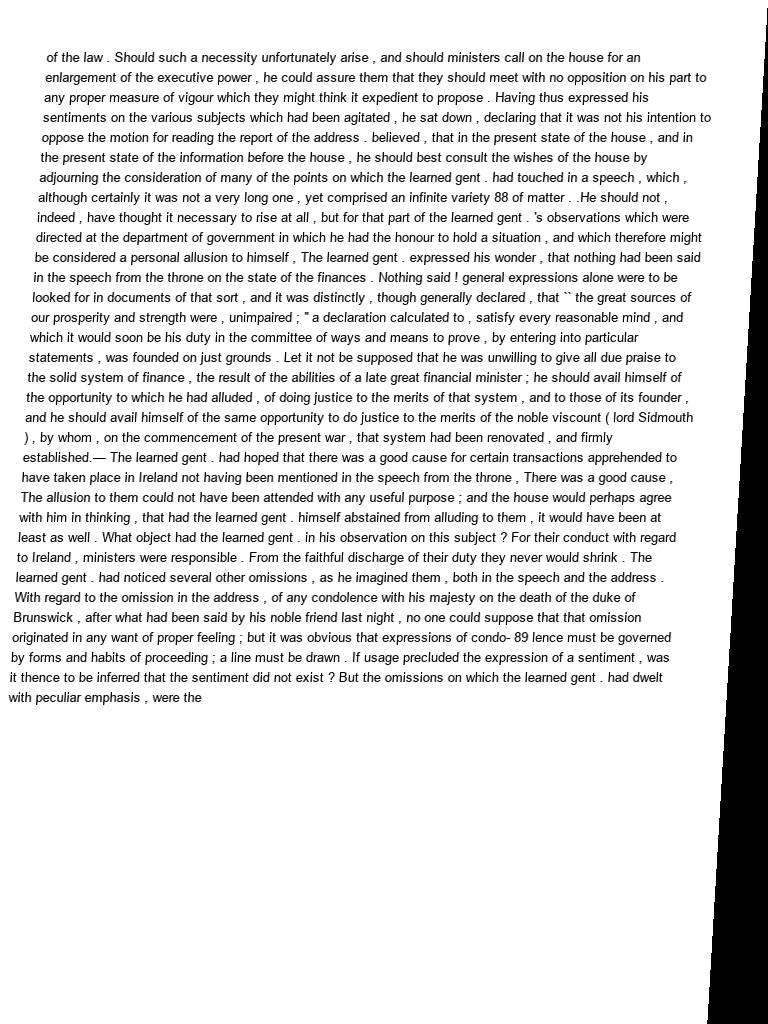 of the law . Should such a necessity unfortunately arise , and should ministers call on the house for an
enlargement of the executive power , he could assure them that they should meet with no opposition on his part to
any proper measure of vigour which they might think it expedient to propose . Having thus expressed his
sentiments on the various subjects which had been agitated , he sat down , declaring that it was not his intention to
oppose the motion for reading the report of the address . believed , that in the present state of the house , and in
the present state of the information before the house , he should best consult the wishes of the house by
adjourning the consideration of many of the points on which the learned gent . had touched in a speech , which ,
although certainly it was not a very long one , yet comprised an infinite variety 88 of matter . .He should not ,
indeed , have thought it necessary to rise at all , but for that part of the learned gent . 's observations which were
directed at the department of government in which he had the honour to hold a situation , and which therefore might
be considered a personal allusion to himself , The learned gent . expressed his wonder , that nothing had been said
in the speech from the throne on the state of the finances . Nothing said ! general expressions alone were to be
looked for in documents of that sort , and it was distinctly , though generally declared , that `` the great sources of
our prosperity and strength were , unimpaired ; '' a declaration calculated to , satisfy every reasonable mind , and
which it would soon be his duty in the committee of ways and means to prove , by entering into particular
statements , was founded on just grounds . Let it not be supposed that he was unwilling to give all due praise to
the solid system of finance , the result of the abilities of a late great financial minister ; he should avail himself of
the opportunity to which he had alluded , of doing justice to the merits of that system , and to those of its founder ,
and he should avail himself of the same opportunity to do justice to the merits of the noble viscount ( lord Sidmouth
) , by whom , on the commencement of the present war , that system had been renovated , and firmly
established.— The learned gent . had hoped that there was a good cause for certain transactions apprehended to
have taken place in Ireland not having been mentioned in the speech from the throne , There was a good cause ,
The allusion to them could not have been attended with any useful purpose ; and the house would perhaps agree
with him in thinking , that had the learned gent . himself abstained from alluding to them , it would have been at
least as well . What object had the learned gent . in his observation on this subject ? For their conduct with regard
to Ireland , ministers were responsible . From the faithful discharge of their duty they never would shrink . The
learned gent . had noticed several other omissions , as he imagined them , both in the speech and the address .
With regard to the omission in the address , of any condolence with his majesty on the death of the duke of
Brunswick , after what had been said by his noble friend last night , no one could suppose that that omission
originated in any want of proper feeling ; but it was obvious that expressions of condo- 89 lence must be governed
by forms and habits of proceeding ; a line must be drawn . If usage precluded the expression of a sentiment , was
it thence to be inferred that the sentiment did not exist ? But the omissions on which the learned gent . had dwelt
with peculiar emphasis , were the